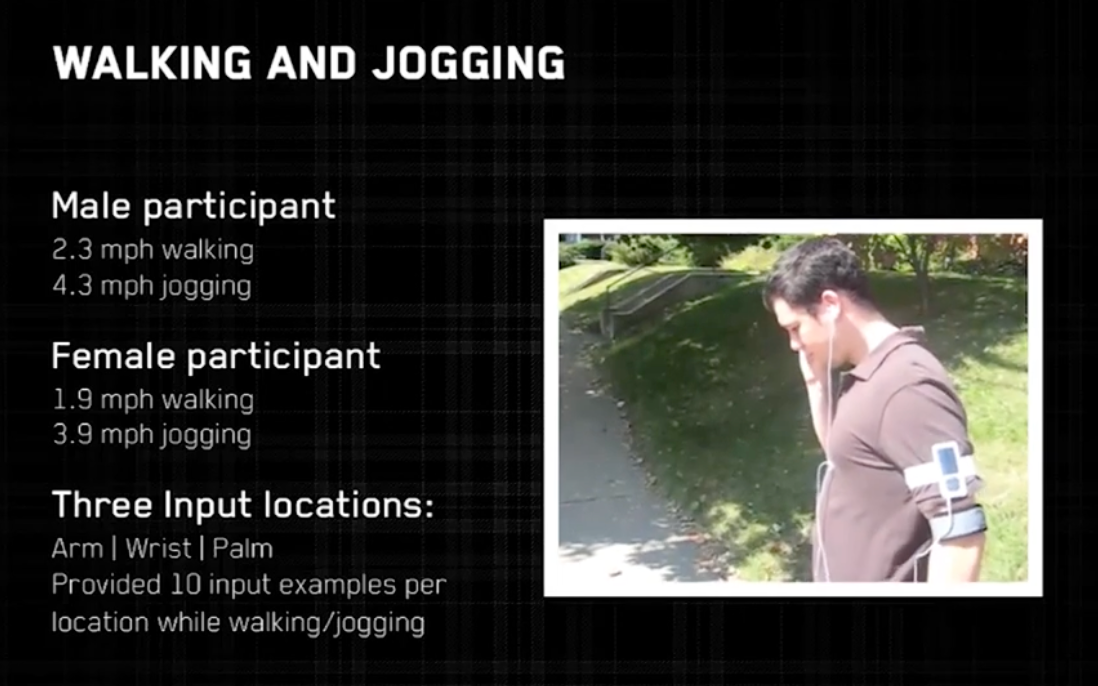 WALKING AND JOGGING
Male participant
2.3 mph walking
4.3 mph jogging
Female participant
1.9 mph walking
3.9 mph jogging
Three Input locations:
Arm | Wrist | Palm
Provided 10 input examples per
location while walking/jogging